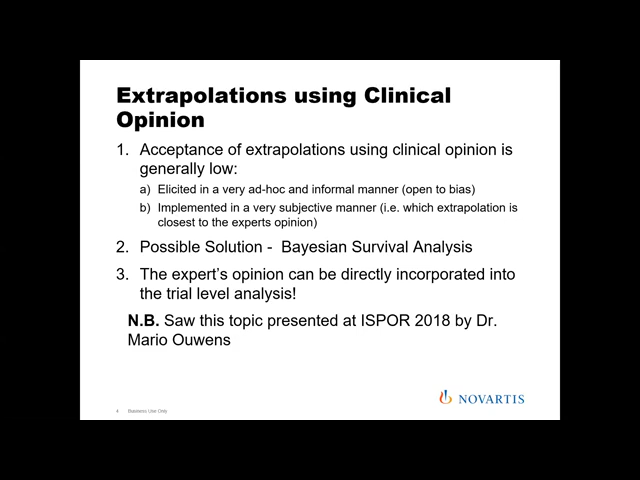 Extrapolations using Clinical
Opinion
1. Acceptance of extrapolations using clinical opinion is
generally low:
a) Elicited in a very ad-hoc and informal manner (open to bias)
b) Implemented in a very subjective manner (i.e. which extrapolation is
closest to the experts opinion)
2. Possible Solution - Bayesian Survival Analysis
3. The expert's opinion can be directly incorporated into
the trial level analysis!
N.B. Saw this topic presented at ISPOR 2018 by Dr.
Mario Ouwens
NOVARTIS
4 Business Use Only